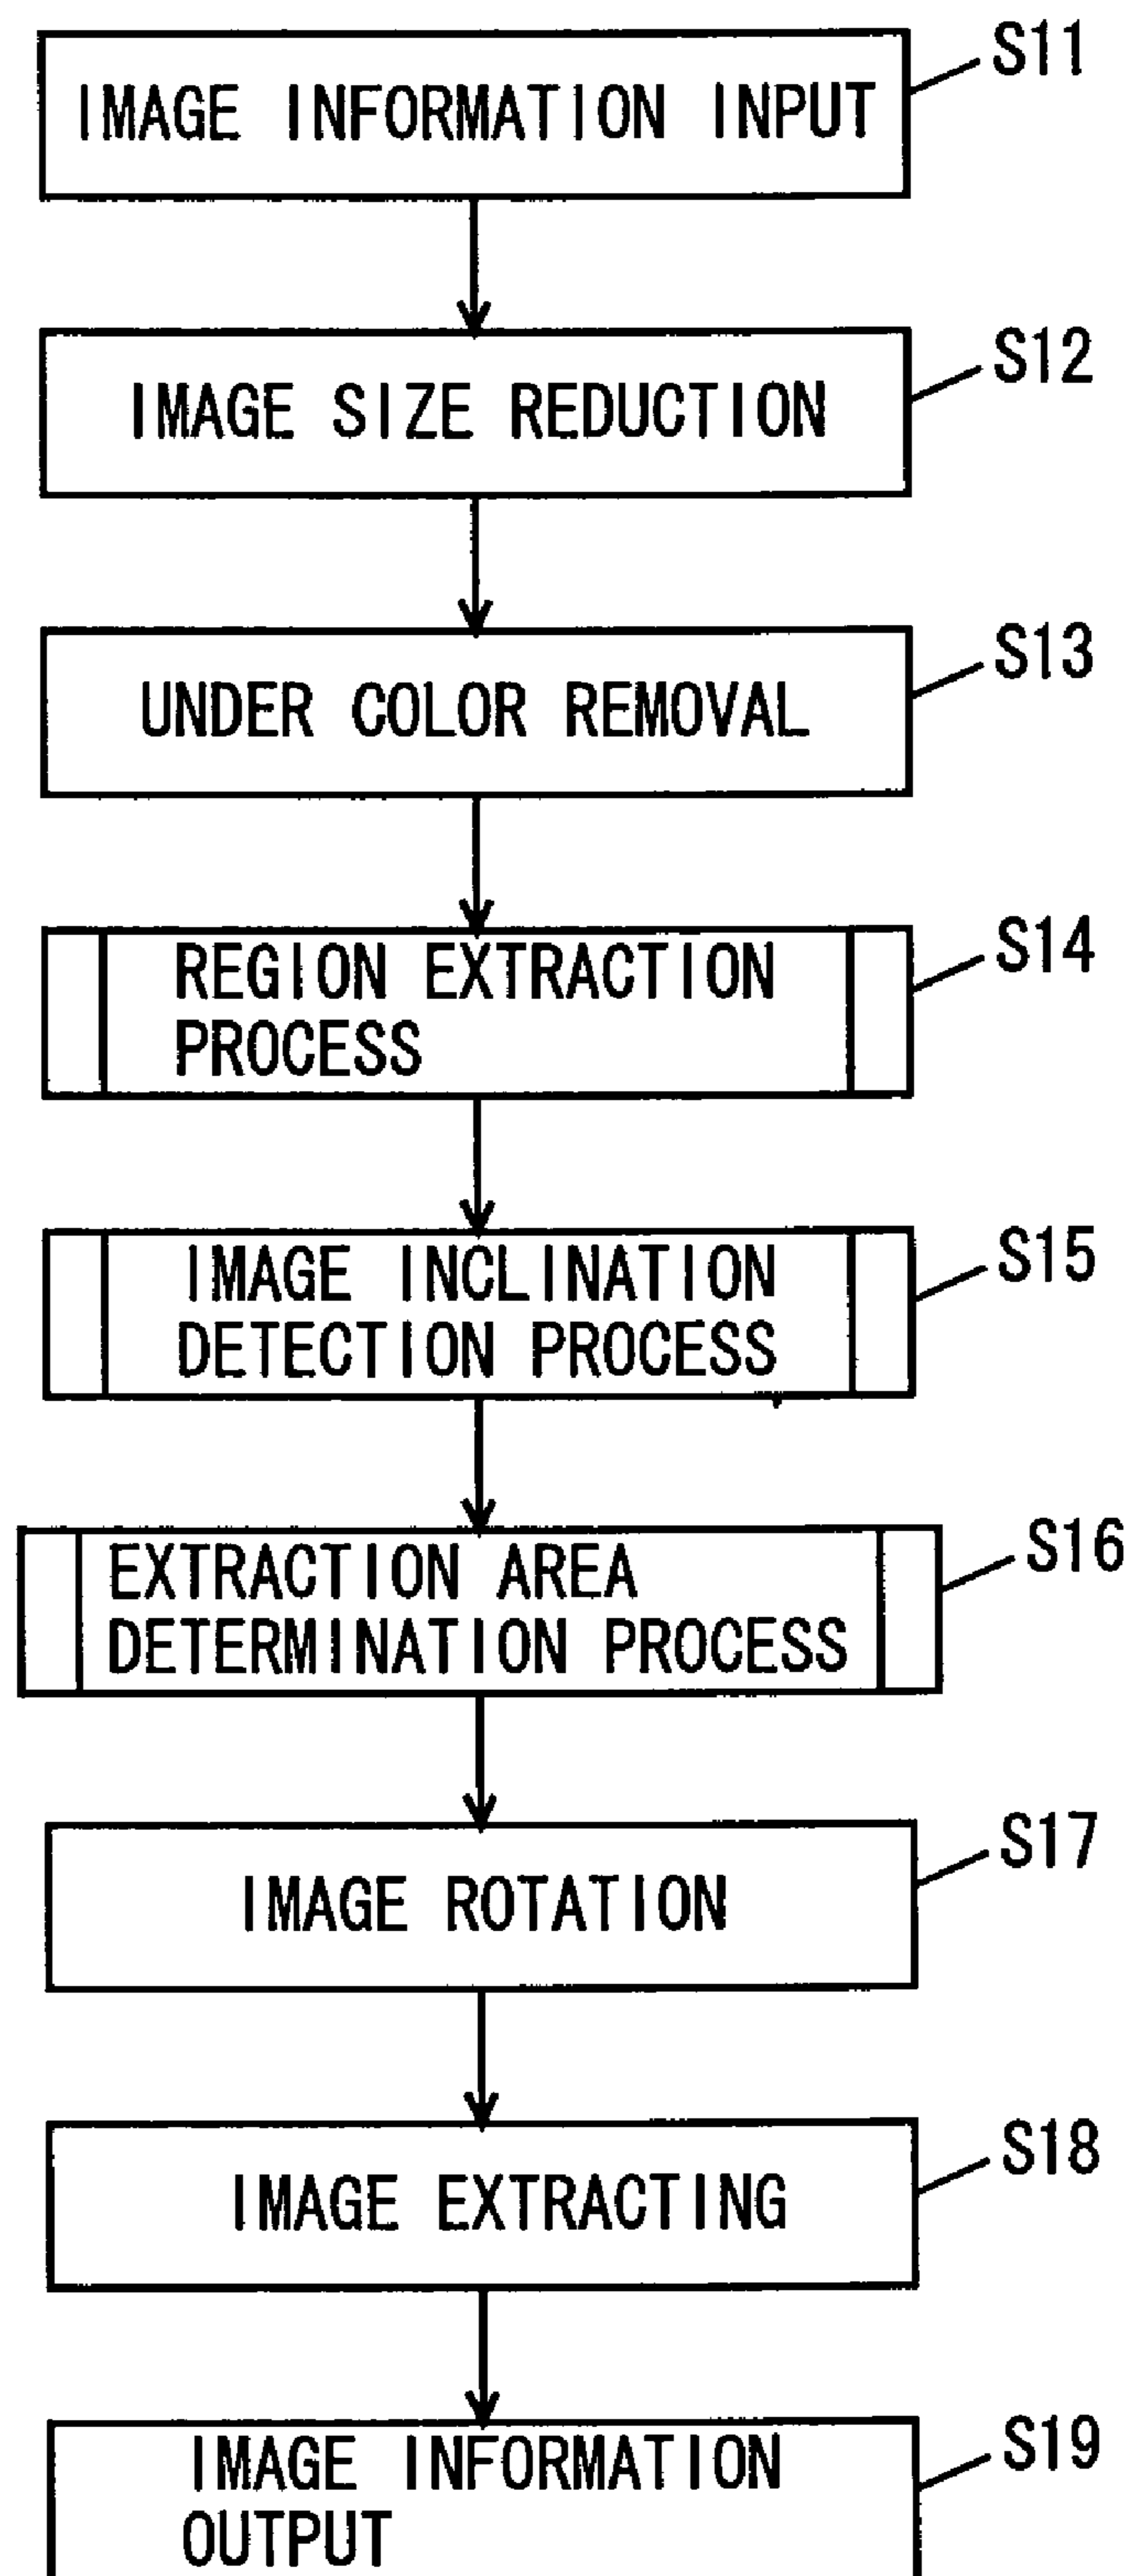 IMAGE INFORMATION INPUT
S11
IMAGE SIZE REDUCTION
S12
UNDER COLOR REMOVAL
S13
REGION EXTRACTION
PROCESS
S14
IMAGE INCLINATION
DETECTION PROCESS
S15
EXTRACTION AREA
DETERMINATION PROCESS
S16
IMAGE ROTATION
S17
IMAGE EXTRACTING
S18
IMAGE INFORMATION
OUTPUT
S19